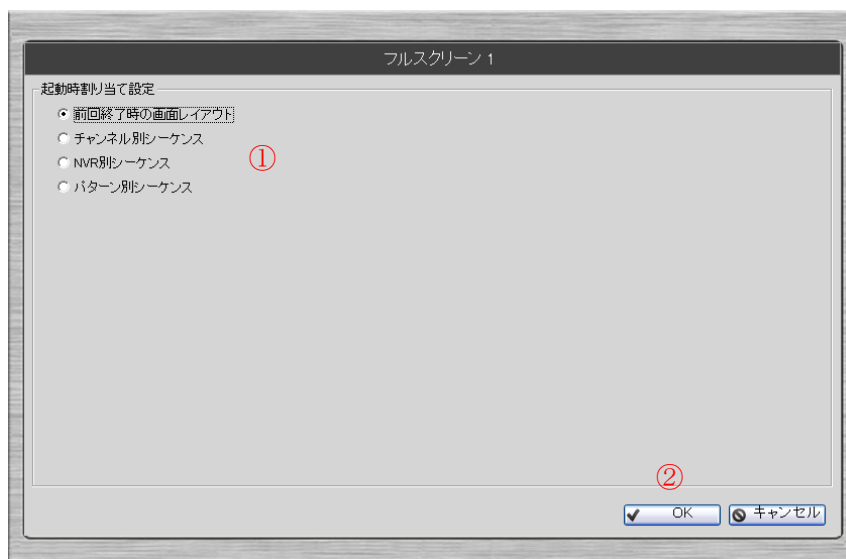 フルスクリーン 1
起動時割り当て設定
前回終了時の画面レイアウト
チャンネル別シーケンス
NVR別シーケンス
①
パターン別シーケンス
②
OK
キャンセル